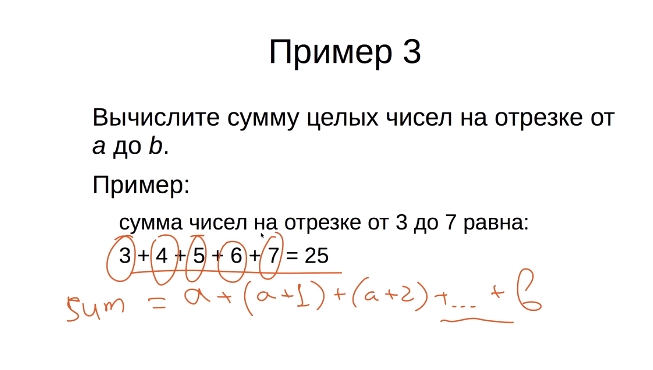 Пример 3
Вычислите сумму целых чисел на отрезке от
a до b.
Пример:
сумма чисел на отрезке от 3 до 7 равна:
3 + 4 + 5 + 6 + 7 = 25
sum = a + (a+1) + (a+2) + ... + b